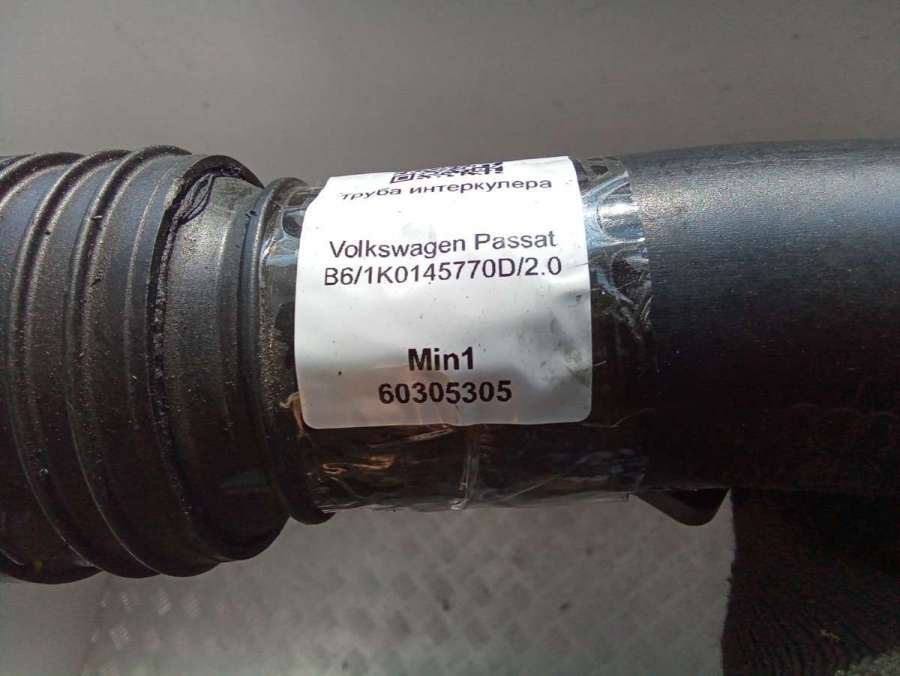 труба интеркулера
Volkswagen Passat
B6/1K0145770D/2.0
Min1
60305305